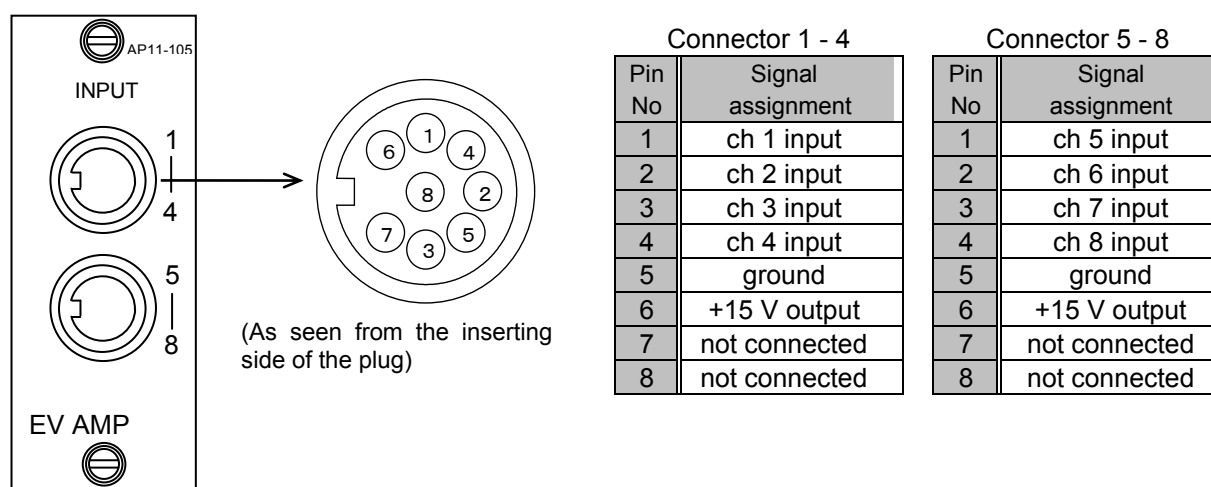 AP11-105
INPUT
1
4
5
8
EV AMP
1
6
4
8
2
7
5
3
(As seen from the inserting
side of the plug)
Connector 1 - 4
Pin No Signal assignment
1 ch 1 input
2 ch 2 input
3 ch 3 input
4 ch 4 input
5 ground
6 +15 V output
7 not connected
8 not connected
Connector 5 - 8
Pin No Signal assignment
1 ch 5 input
2 ch 6 input
3 ch 7 input
4 ch 8 input
5 ground
6 +15 V output
7 not connected
8 not connected